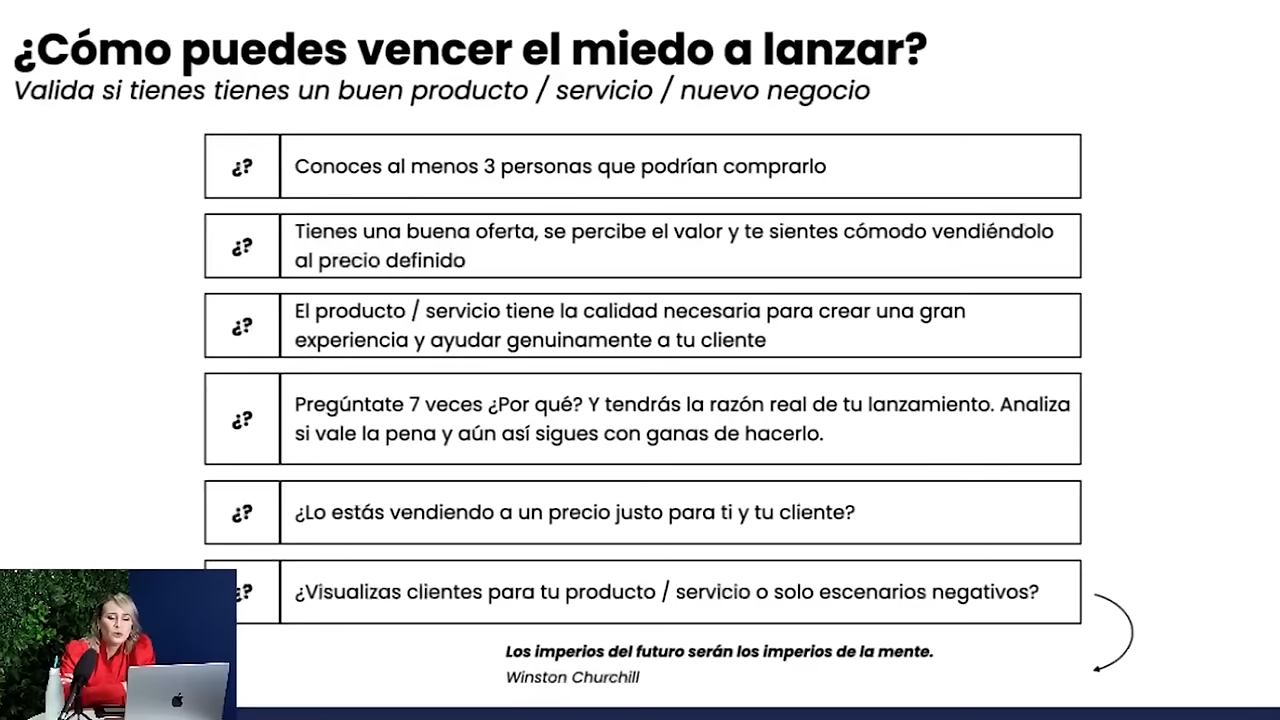 ¿Cómo puedes vencer el miedo a lanzar?
Valida si tienes tienes un buen producto / servicio / nuevo negocio
¿?
Conoces al menos 3 personas que podrían comprarlo
¿?
Tienes una buena oferta, se percibe el valor y te sientes cómodo vendiéndolo
al precio definido
¿?
El producto / servicio tiene la calidad necesaria para crear una gran
experiencia y ayudar genuinamente a tu cliente
¿?
Pregúntate 7 veces ¿Por qué? Y tendrás la razón real de tu lanzamiento. Analiza
si vale la pena y aún así sigues con ganas de hacerlo.
¿?
¿Lo estás vendiendo a un precio justo para ti y tu cliente?
¿?
¿Visualizas clientes para tu producto / servicio o solo escenarios negativos?
Los imperios del futuro serán los imperios de la mente.
Winston Churchill